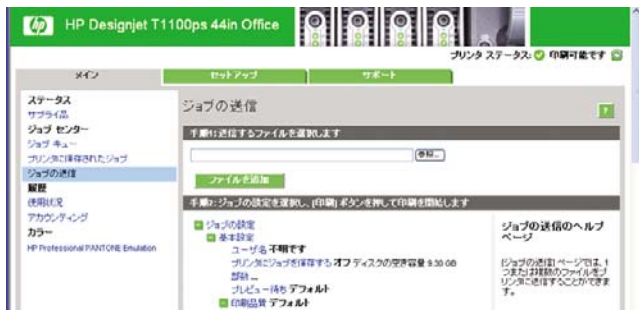 HP Designjet T1100ps 44in Office
プリンタ ステータス: 印刷可能です
メイン
セットアップ
サポート
ステータス
サプライ品
ジョブ センター
ジョブ キュー
プリンタに保存されたジョブ
ジョブの送信
履歴
使用状況
アカウンティング
カラー
HP Professional PANTONE Emulation
ジョブの送信
?
手順1:送信するファイルを選択します
参照...
ファイルを追加
手順2:ジョブの設定を選択し、[印刷] ボタンを押して印刷を開始します
ジョブの設定
基本設定
ユーザ名 不明です
プリンタにジョブを保存する オフ ディスクの空き容量 9.30 GB
部数 ...
プレビュー待ち デフォルト
印刷品質 デフォルト
ジョブの送信のヘルプ
ページ
[ジョブの送信] ページでは、1
つまたは複数のファイルをプ
リンタに送信することができま
す。